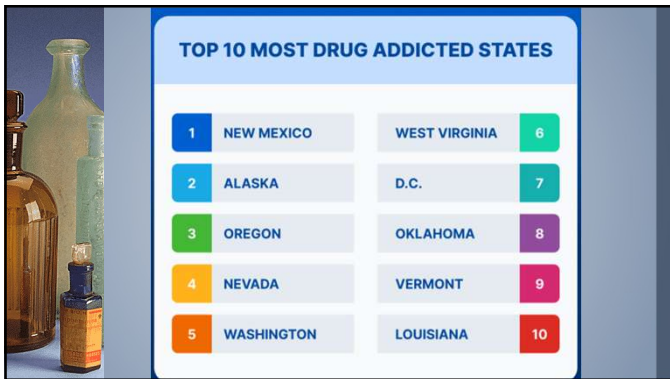 TOP 10 MOST DRUG ADDICTED STATES
1 NEW MEXICO
2 ALASKA
3 OREGON
4 NEVADA
5 WASHINGTON
WEST VIRGINIA 6
D.C. 7
OKLAHOMA 8
VERMONT 9
LOUISIANA 10